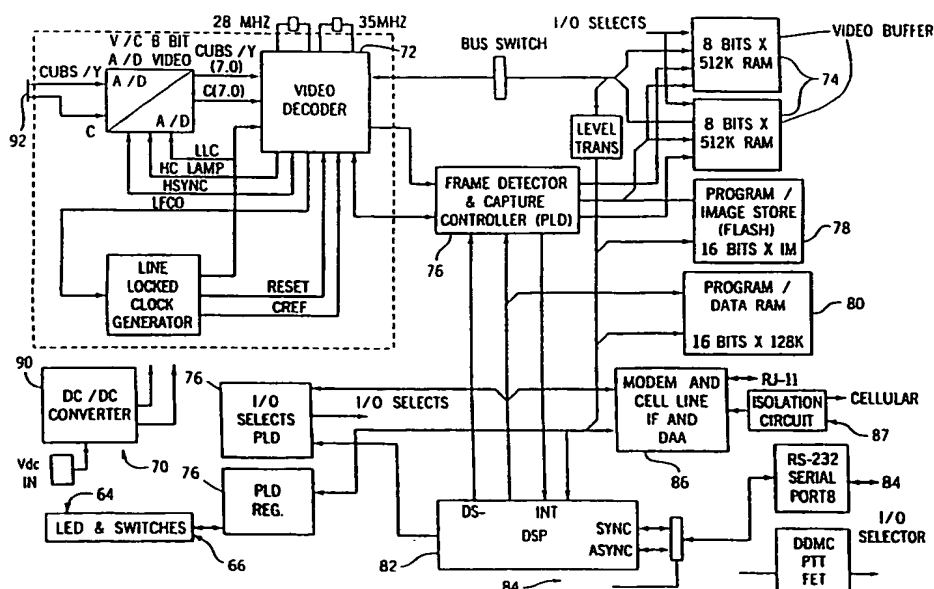 28 MHZ
35MHZ
72
V/C 8 BIT
A/D VIDEO
CUBS /Y
(7.0)
C(7.0)
CUBS/Y
A/D
A/D
C
92
VIDEO
DECODER
LLC
HC LAMP
HSYNC
LFCO
LINE
LOCKED
CLOCK
GENERATOR
RESET
CREF
BUS SWITCH
I/O SELECTS
8 BITS X
512K RAM
VIDEO BUFFER
74
8 BITS X
512K RAM
LEVEL
TRANS
FRAME DETECTOR
& CAPTURE
CONTROLLER (PLD)
76
PROGRAM /
IMAGE STORE
(FLASH)
16 BITS X IM
78
PROGRAM /
DATA RAM
16 BITS X 128K
80
90
DC/DC
CONVERTER
Vdc
IN
70
76
I/O
SELECTS
PLD
I/O SELECTS
76
PLD
REG.
64
LED & SWITCHES
66
MODEM AND
CELL LINE
IF AND
DAA
86
RJ-11
ISOLATION
CIRCUIT
CELLULAR
87
RS-232
SERIAL
PORT8
84
I/O
SELECTOR
DS-
INT
DSP
SYNC
ASYNC
82
84
DDMC
PTT
FET